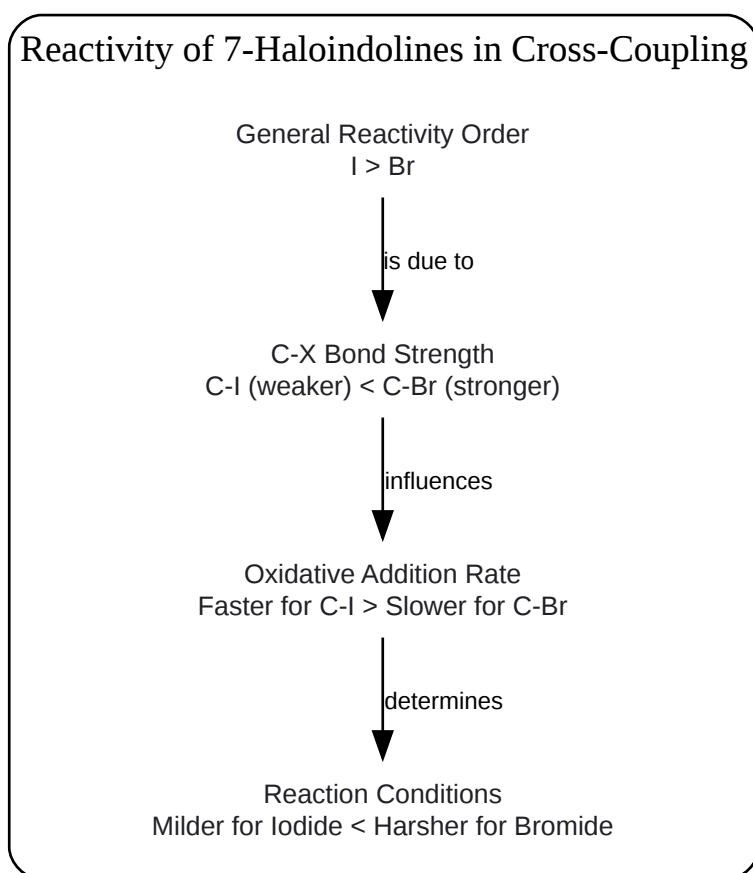 Reactivity of 7-Haloindolines in Cross-Coupling
General Reactivity Order
I > Br
is due to
C-X Bond Strength
C-I (weaker) < C-Br (stronger)
influences
Oxidative Addition Rate
Faster for C-I > Slower for C-Br
determines
Reaction Conditions
Milder for Iodide < Harsher for Bromide